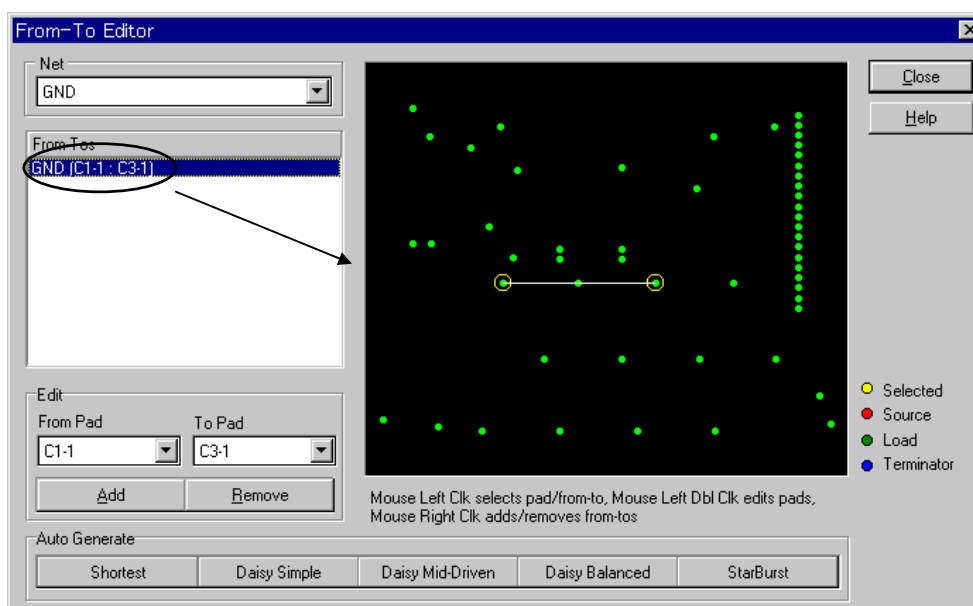 From-To Editor
Net
GND
Close
Help
From-Tos
GND (C1-1 : C3-1)
Edit
From Pad
To Pad
C1-1
C3-1
Add
Remove
Selected
Source
Load
Terminator
Mouse Left Clk selects pad/from-to, Mouse Left Dbl Clk edits pads,
Mouse Right Clk adds/removes from-tos
Auto Generate
Shortest
Daisy Simple
Daisy Mid-Driven
Daisy Balanced
StarBurst